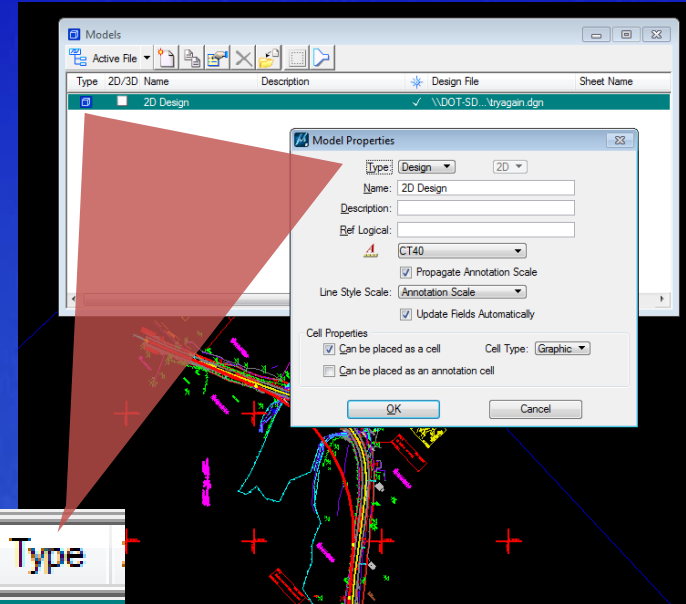 Models
Active File
Type 2D/3D Name Description Design File Sheet Name
2D Design \\DOT-SD...\tryagain.dgn
Model Properties
Type: Design 2D
Name: 2D Design
Description:
Ref Logical:
CT40
Propagate Annotation Scale
Line Style Scale: Annotation Scale
Update Fields Automatically
Cell Properties
Can be placed as a cell Cell Type: Graphic
Can be placed as an annotation cell
OK Cancel
Type